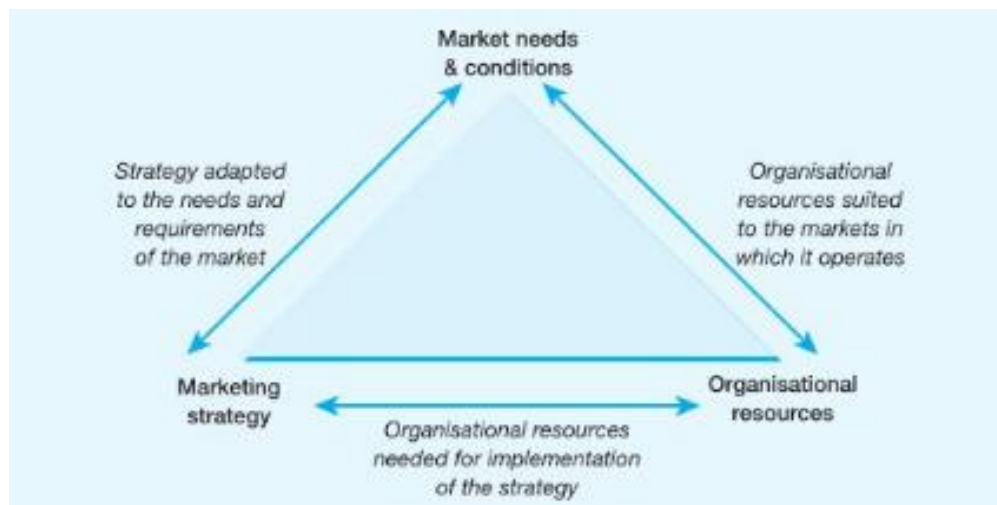 Market needs
& conditions
Strategy adapted
to the needs and
requirements
of the market
Organisational
resources suited
to the markets in
which it operates
Marketing
strategy
Organisational
resources
Organisational resources
needed for implementation
of the strategy